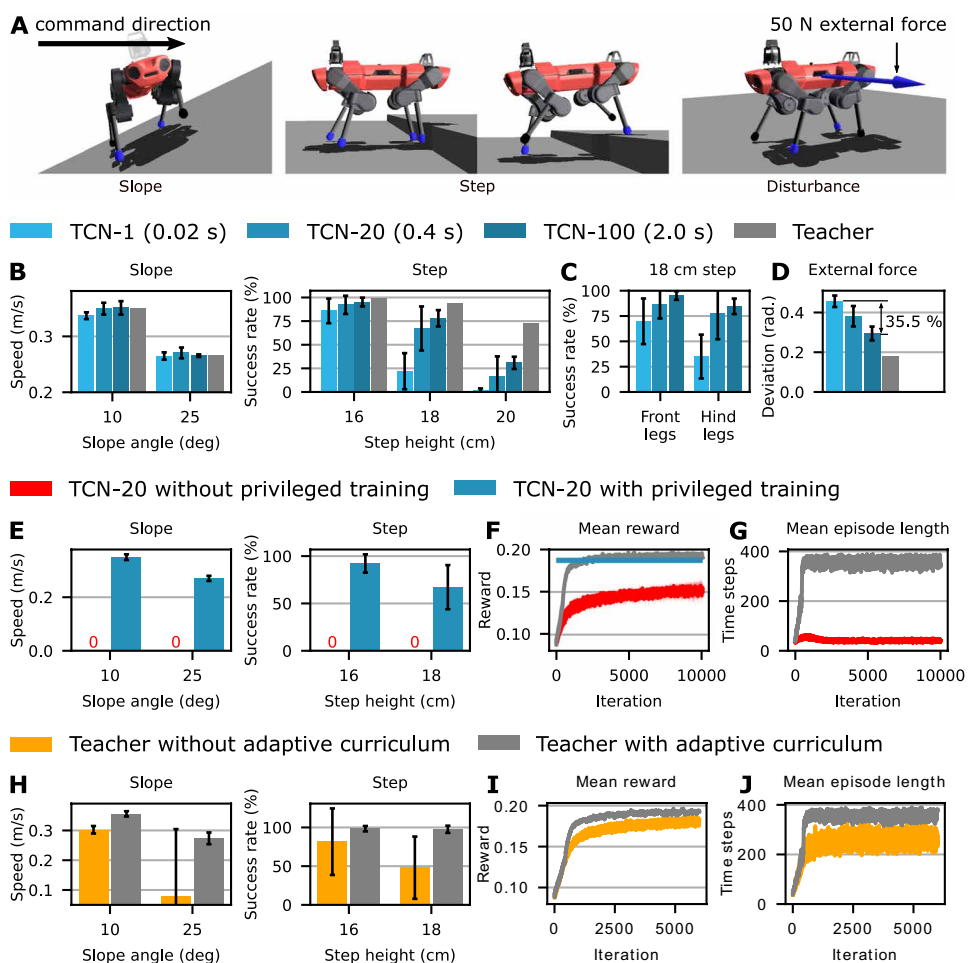 A command direction
50 N external force
Slope
Step
Disturbance
TCN-1 (0.02 s) TCN-20 (0.4 s) TCN-100 (2.0 s) Teacher
B Slope
Speed (m/s)
0.3
0.2
10 25
Slope angle (deg)
Step
Success rate (%)
100
75
50
25
0
16 18 20
Step height (cm)
C 18 cm step
Success rate (%)
100
75
50
25
0
Front
legs
Hind
legs
D External force
Deviation (rad.)
0.4
0.2
0.0
35.5 %
TCN-20 without privileged training TCN-20 with privileged training
E Slope
Speed (m/s)
0.2
0.0
0 0
10 25
Slope angle (deg)
Step
Success rate (%)
100
50
0
0 0
16 18
Step height (cm)
F Mean reward
Reward
0.20
0.15
0.10
0 5000 10000
Iteration
G Mean episode length
Time steps
400
200
0
0 5000 10000
Iteration
Teacher without adaptive curriculum Teacher with adaptive curriculum
H Slope
Speed (m/s)
0.3
0.2
0.1
10 25
Slope angle (deg)
Step
Success rate (%)
100
50
0
16 18
Step height (cm)
I Mean reward
Reward
0.20
0.15
0.10
0 2500 5000
Iteration
J Mean episode length
Time steps
400
200
0
0 2500 5000
Iteration